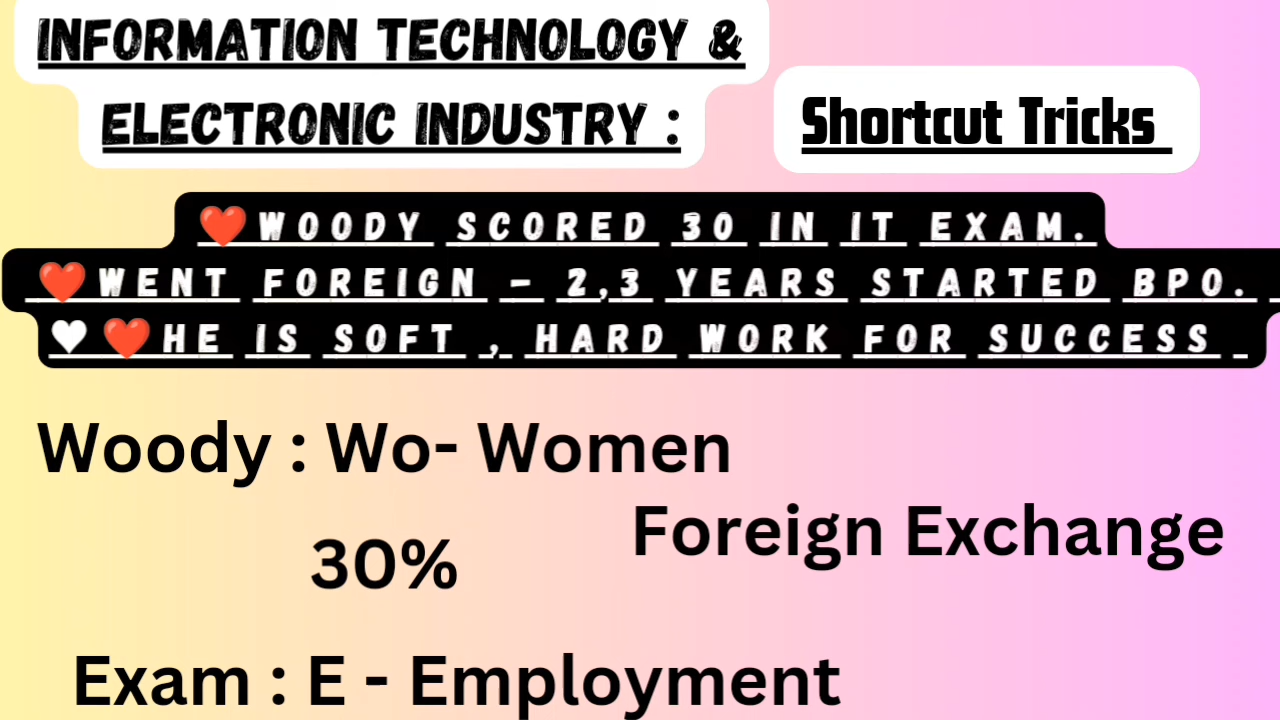 INFORMATION TECHNOLOGY &
ELECTRONIC INDUSTRY :
Shortcut Tricks
❤️WOODY SCORED 30 IN IT EXAM.
❤️WENT FOREIGN - 2,3 YEARS STARTED BPO.
♥❤️HE IS SOFT , HARD WORK FOR SUCCESS
Woody : Wo- Women
Foreign Exchange
30%
Exam : E - Employment